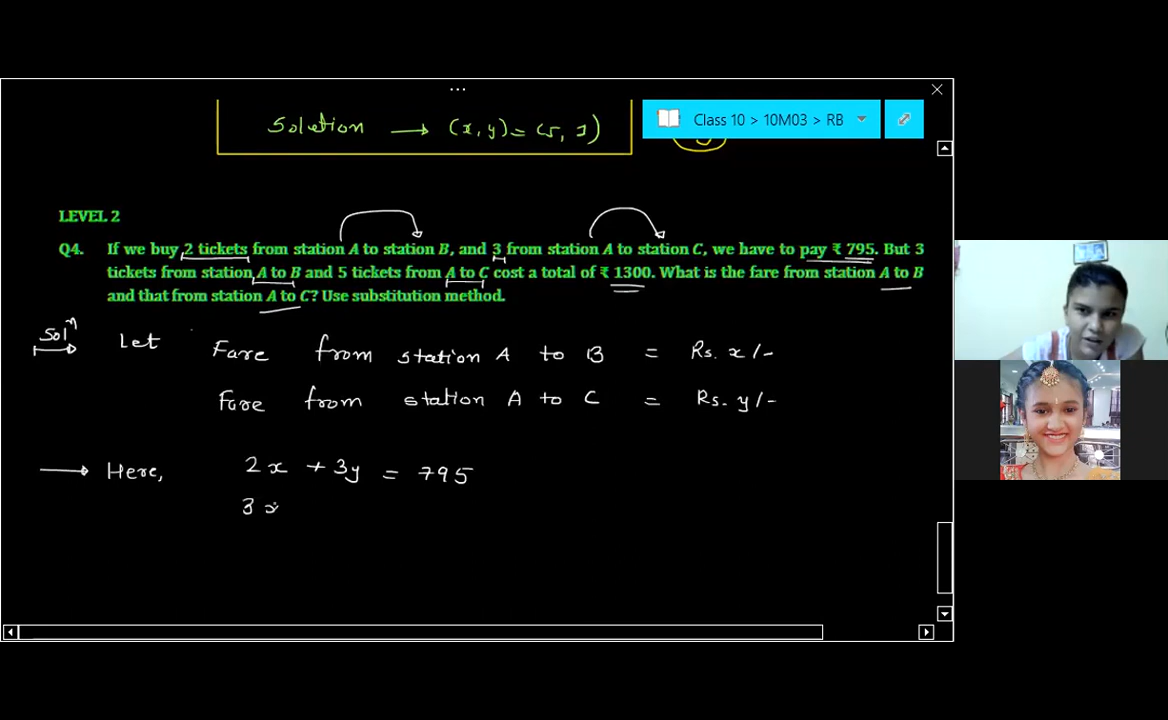 Solution → (x, y) = (5, 1)
Class 10 > 10M03 > RB
LEVEL 2
Q4. If we buy 2 tickets from station A to station B, and 3 from station A to station C, we have to pay ₹ 795. But 3
tickets from station A to B and 5 tickets from A to C cost a total of ₹ 1300. What is the fare from station A to B
and that from station A to C? Use substitution method.
Solⁿ Let Fare from station A to B = Rs. x /-
Fare from station A to C = Rs. y /-
→ Here, 2x + 3y = 795
3x